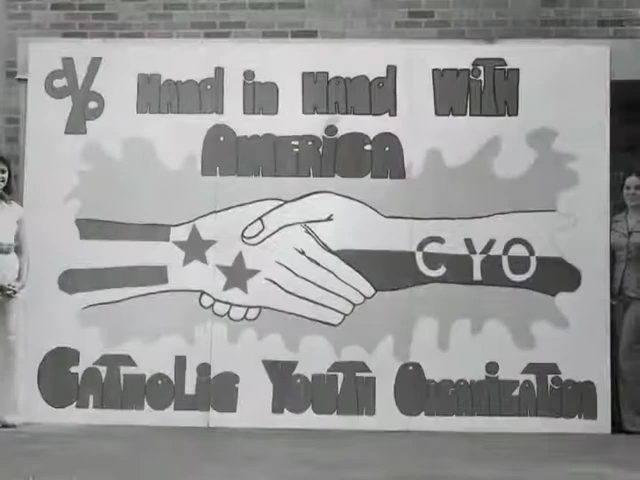 CYO
Hand in Hand With
America
CYO
Catholic Youth Organization